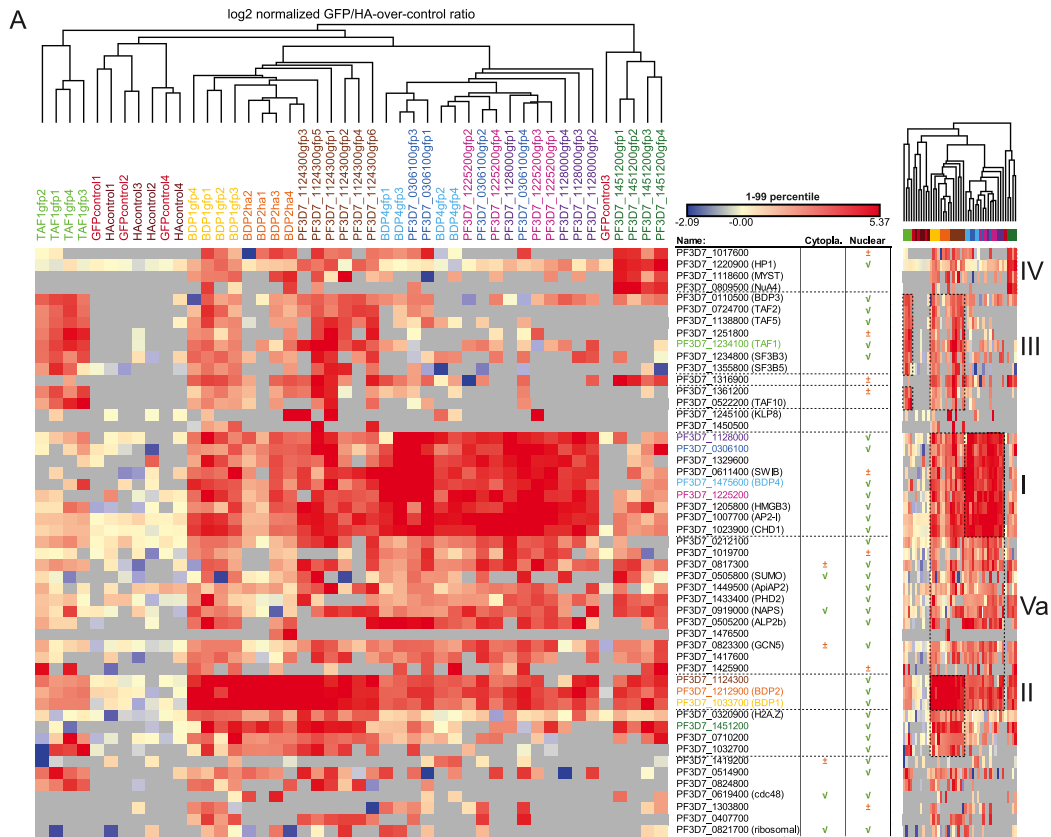 A
log2 normalized GFP/HA-over-control ratio
TAF1gfp2
TAF1gfp1
TAF1gfp4
TAF1gfp3
GFPcontrol1
HAcontrol1
GFPcontrol2
HAcontrol3
HAcontrol2
GFPcontrol4
HAcontrol4
BDP1gfp4
BDP1gfp1
BDP1gfp2
BDP1gfp3
BDP2ha2
BDP2ha1
BDP2ha3
BDP2ha4
PF3D7_1124300gfp3
PF3D7_1124300gfp5
PF3D7_1124300gfp1
PF3D7_1124300gfp2
PF3D7_1124300gfp4
PF3D7_1124300gfp6
BDP4gfp1
BDP4gfp3
PF3D7_0306100gfp3
PF3D7_0306100gfp1
BDP4gfp2
BDP4gfp4
PF3D7_1225200gfp2
PF3D7_0306100gfp2
PF3D7_1225200gfp4
PF3D7_1128000gfp1
PF3D7_0306100gfp4
PF3D7_1225200gfp3
PF3D7_1225200gfp1
PF3D7_1128000gfp4
PF3D7_1128000gfp3
PF3D7_1128000gfp2
GFPcontrol3
PF3D7_1451200gfp1
PF3D7_1451200gfp2
PF3D7_1451200gfp3
PF3D7_1451200gfp4
1-99 percentile
-2.09 -0.00 5.37
Name: Cytopla. Nuclear
PF3D7_1017600 ±
PF3D7_1220900 (HP1) √
PF3D7_1118600 (MYST)
PF3D7_0809500 (NuA4)
PF3D7_0110500 (BDP3) √
PF3D7_0724700 (TAF2) √
PF3D7_1138800 (TAF5) √
PF3D7_1251800 ±
PF3D7_1234100 (TAF1) √
PF3D7_1234800 (SF3B3) √
PF3D7_1355800 (SF3B5)
PF3D7_1316900 ±
PF3D7_1361200 ±
PF3D7_0522200 (TAF10)
PF3D7_1245100 (KLP8)
PF3D7_1450500
PF3D7_1128000 √
PF3D7_0306100 √
PF3D7_1329600
PF3D7_0611400 (SWIB) ±
PF3D7_1475600 (BDP4) √
PF3D7_1225200
PF3D7_1205800 (HMGB3) √
PF3D7_1007700 (AP2-I) √
PF3D7_1023900 (CHD1) √
PF3D7_0212100 √
PF3D7_1019700 ±
PF3D7_0817300 ± √
PF3D7_0505800 (SUMO) √ √
PF3D7_1449500 (ApiAP2) √
PF3D7_1433400 (PHD2) √
PF3D7_0919000 (NAPS) √ √
PF3D7_0505200 (ALP2b) √
PF3D7_1476500
PF3D7_0823300 (GCN5) ± √
PF3D7_1417600
PF3D7_1425900 ±
PF3D7_1124300 √
PF3D7_1212900 (BDP2) √
PF3D7_1033700 (BDP1) √
PF3D7_0320900 (H2A.Z) √
PF3D7_1451200 √
PF3D7_0710200 √
PF3D7_1032700 √
PF3D7_1419200 ± √
PF3D7_0514900 √
PF3D7_0824800
PF3D7_0619400 (cdc48) √ √
PF3D7_1303800 ±
PF3D7_0407700
PF3D7_0821700 (ribosomal) √ √
IV
III
I
Va
II